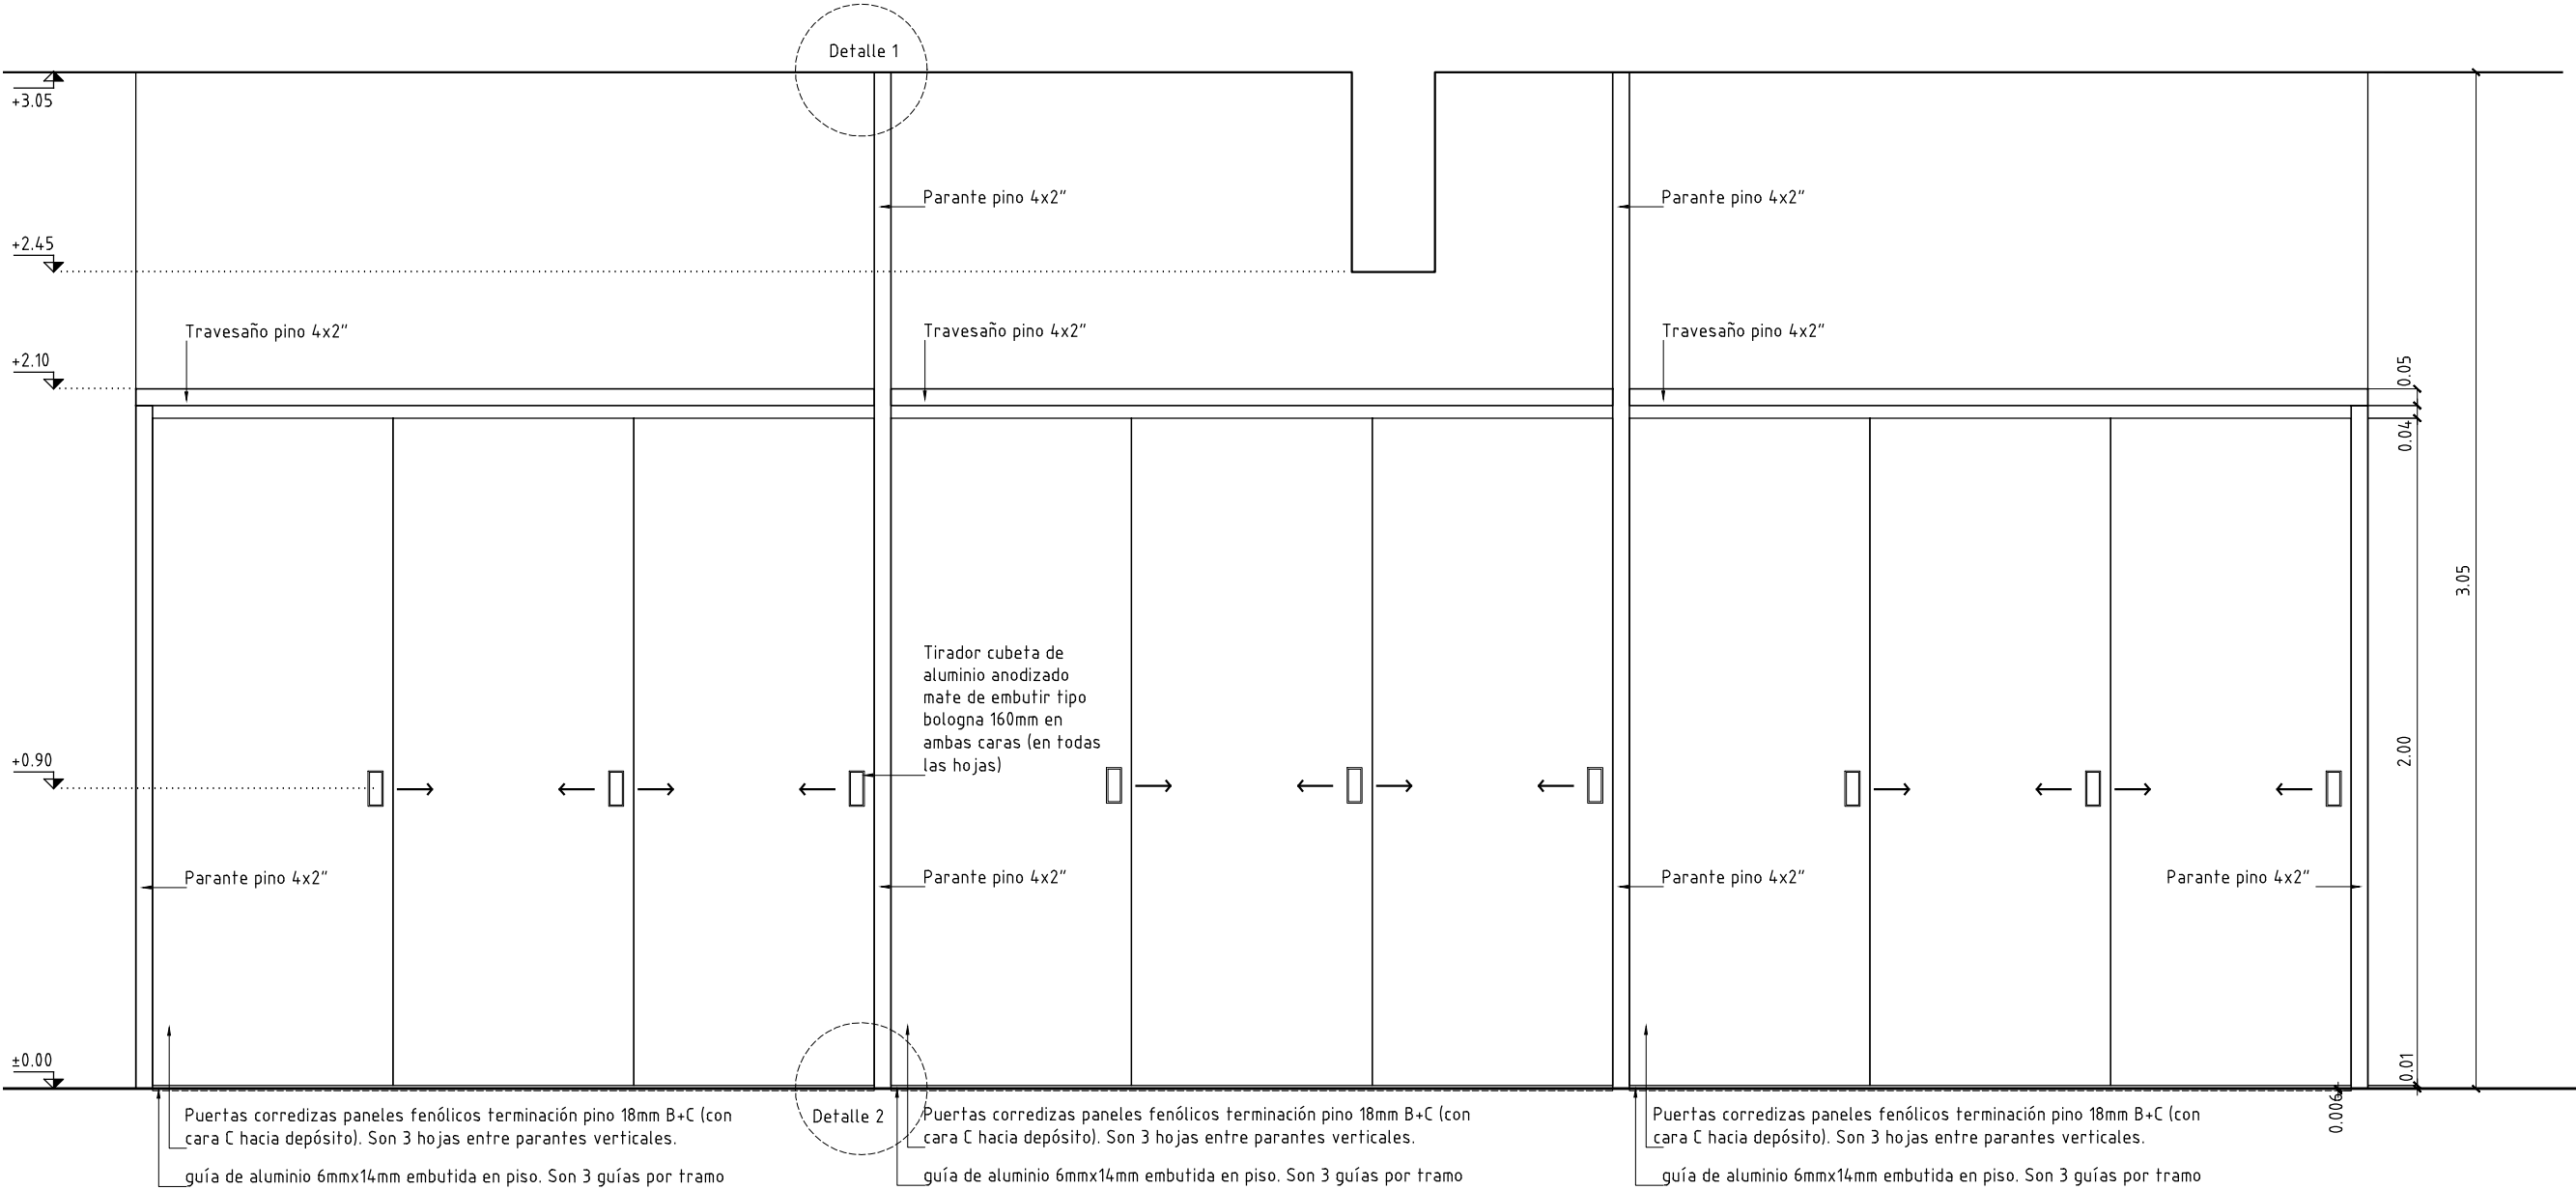 Detalle 1
+3.05
Parante pino 4x2"
Parante pino 4x2"
+2.45
Travesaño pino 4x2"
Travesaño pino 4x2"
Travesaño pino 4x2"
+2.10
0.05
0.04
3.05
Tirador cubeta de
aluminio anodizado
mate de embutir tipo
bologna 160mm en
ambas caras (en todas
las hojas)
2.00
+0.90
Parante pino 4x2"
Parante pino 4x2"
Parante pino 4x2"
Parante pino 4x2"
±0.00
0.01
0.006
Detalle 2
Puertas corredizas paneles fenólicos terminación pino 18mm B+C (con
cara C hacia depósito). Son 3 hojas entre parantes verticales.
guía de aluminio 6mmx14mm embutida en piso. Son 3 guías por tramo
Puertas corredizas paneles fenólicos terminación pino 18mm B+C (con
cara C hacia depósito). Son 3 hojas entre parantes verticales.
guía de aluminio 6mmx14mm embutida en piso. Son 3 guías por tramo
Puertas corredizas paneles fenólicos terminación pino 18mm B+C (con
cara C hacia depósito). Son 3 hojas entre parantes verticales.
guía de aluminio 6mmx14mm embutida en piso. Son 3 guías por tramo